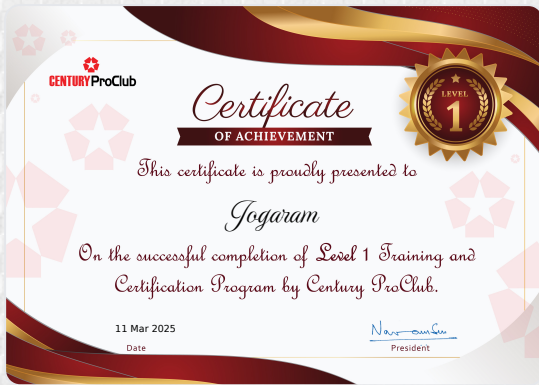 CENTURY ProClub
Certificate
OF ACHIEVEMENT
LEVEL
1
This certificate is proudly presented to
Jogaram
On the successful completion of Level 1 Training and
Certification Program by Century ProClub.
11 Mar 2025
Date
President